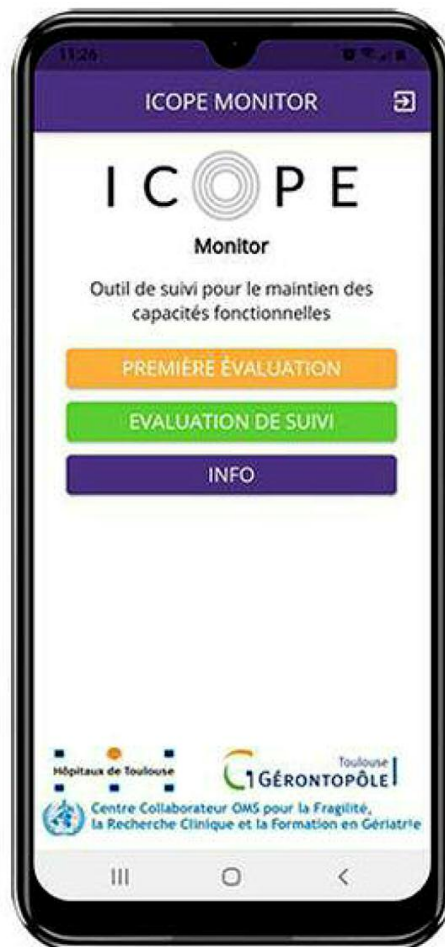 11:26
ICOPE MONITOR
ICOPE
Monitor
Outil de suivi pour le maintien des
capacités fonctionnelles
PREMIÈRE ÉVALUATION
EVALUATION DE SUIVI
INFO
Hôpitaux de Toulouse
Toulouse
GÉRONTOPÔLE
Centre Collaborateur OMS pour la Fragilité,
la Recherche Clinique et la Formation en Gériatrie